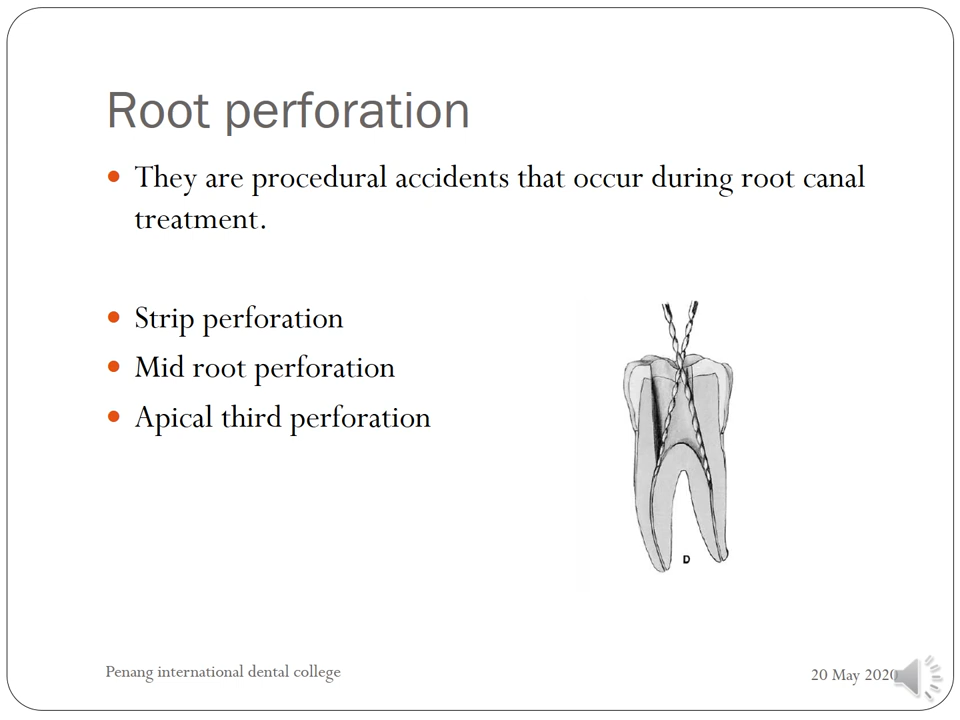 Root perforation
They are procedural accidents that occur during root canal
treatment.
Strip perforation
Mid root perforation
Apical third perforation
D
Penang international dental college
20 May 2020